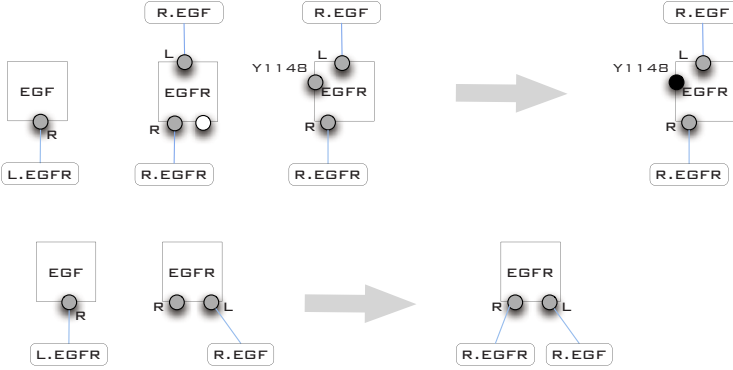 R.EGF R.EGF R.EGF
L L L
Y1148 Y1148
EGF EGFR EGFR EGFR
R R R R
L.EGFR R.EGFR R.EGFR R.EGFR
EGF EGFR EGFR
R R L R L
L.EGFR R.EGF R.EGFR R.EGF